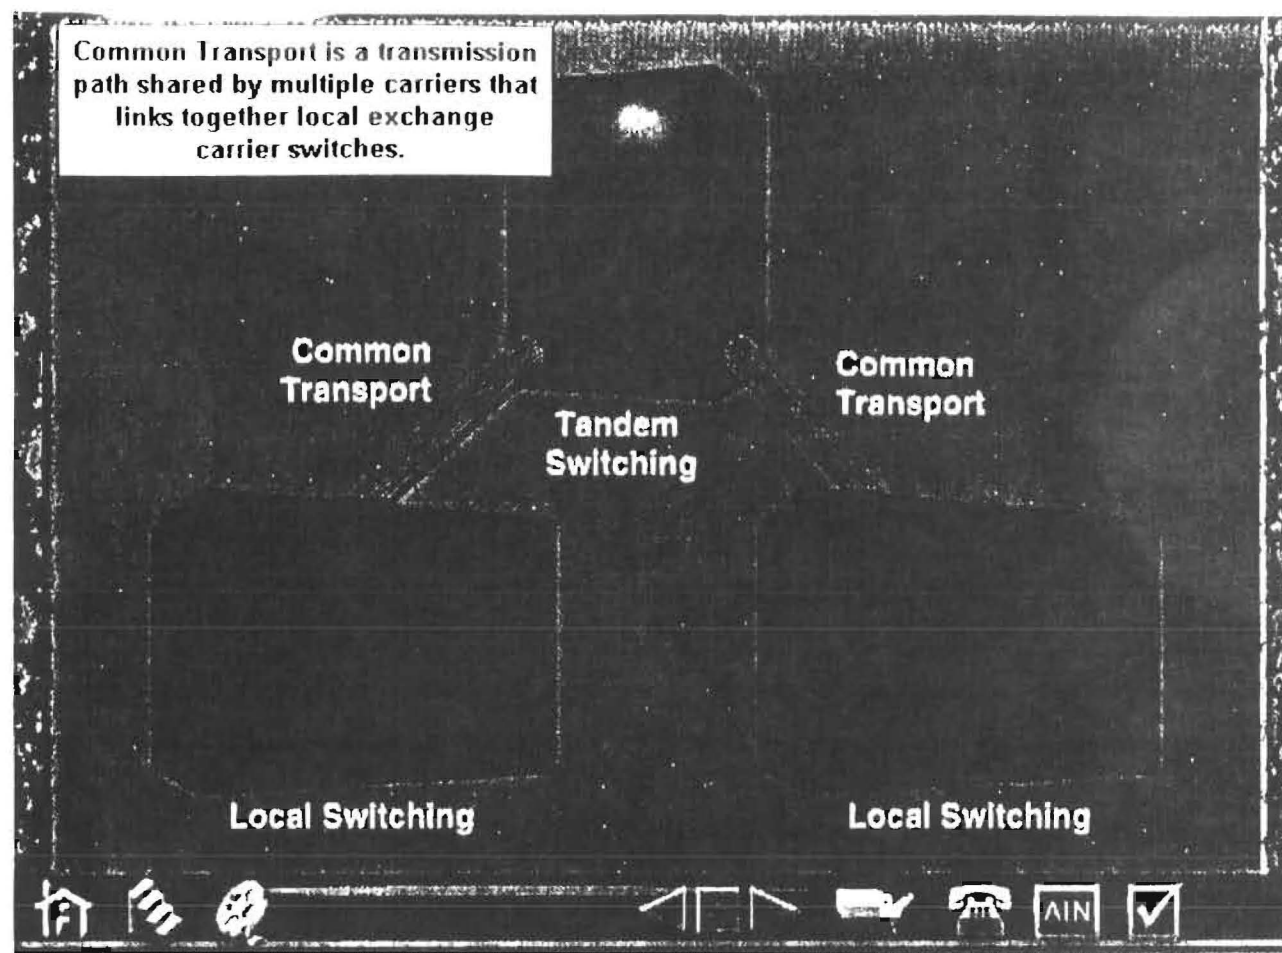 Common Transport is a transmission
path shared by multiple carriers that
links together local exchange
carrier switches.
Common
Transport
Common
Transport
Tandem
Switching
Local Switching
Local Switching
AIN